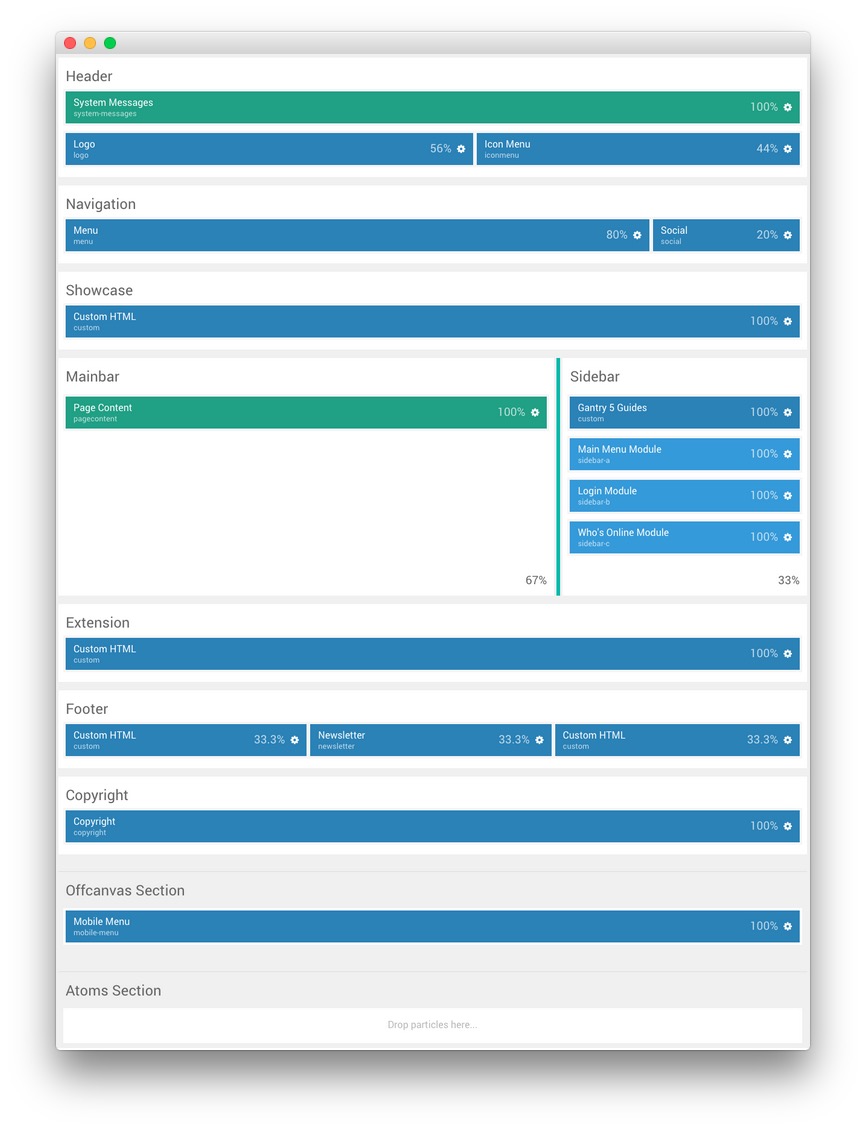 Header
System Messages 100%
system-messages
Logo 56% Icon Menu 44%
logo iconmenu
Navigation
Menu 80% Social 20%
menu social
Showcase
Custom HTML 100%
custom
Mainbar
Page Content 100%
pagecontent
67%
Sidebar
Gantry 5 Guides 100%
custom
Main Menu Module 100%
sidebar-a
Login Module 100%
sidebar-b
Who's Online Module 100%
sidebar-c
33%
Extension
Custom HTML 100%
custom
Footer
Custom HTML 33.3% Newsletter 33.3% Custom HTML 33.3%
custom newsletter custom
Copyright
Copyright 100%
copyright
Offcanvas Section
Mobile Menu 100%
mobile-menu
Atoms Section
Drop particles here...